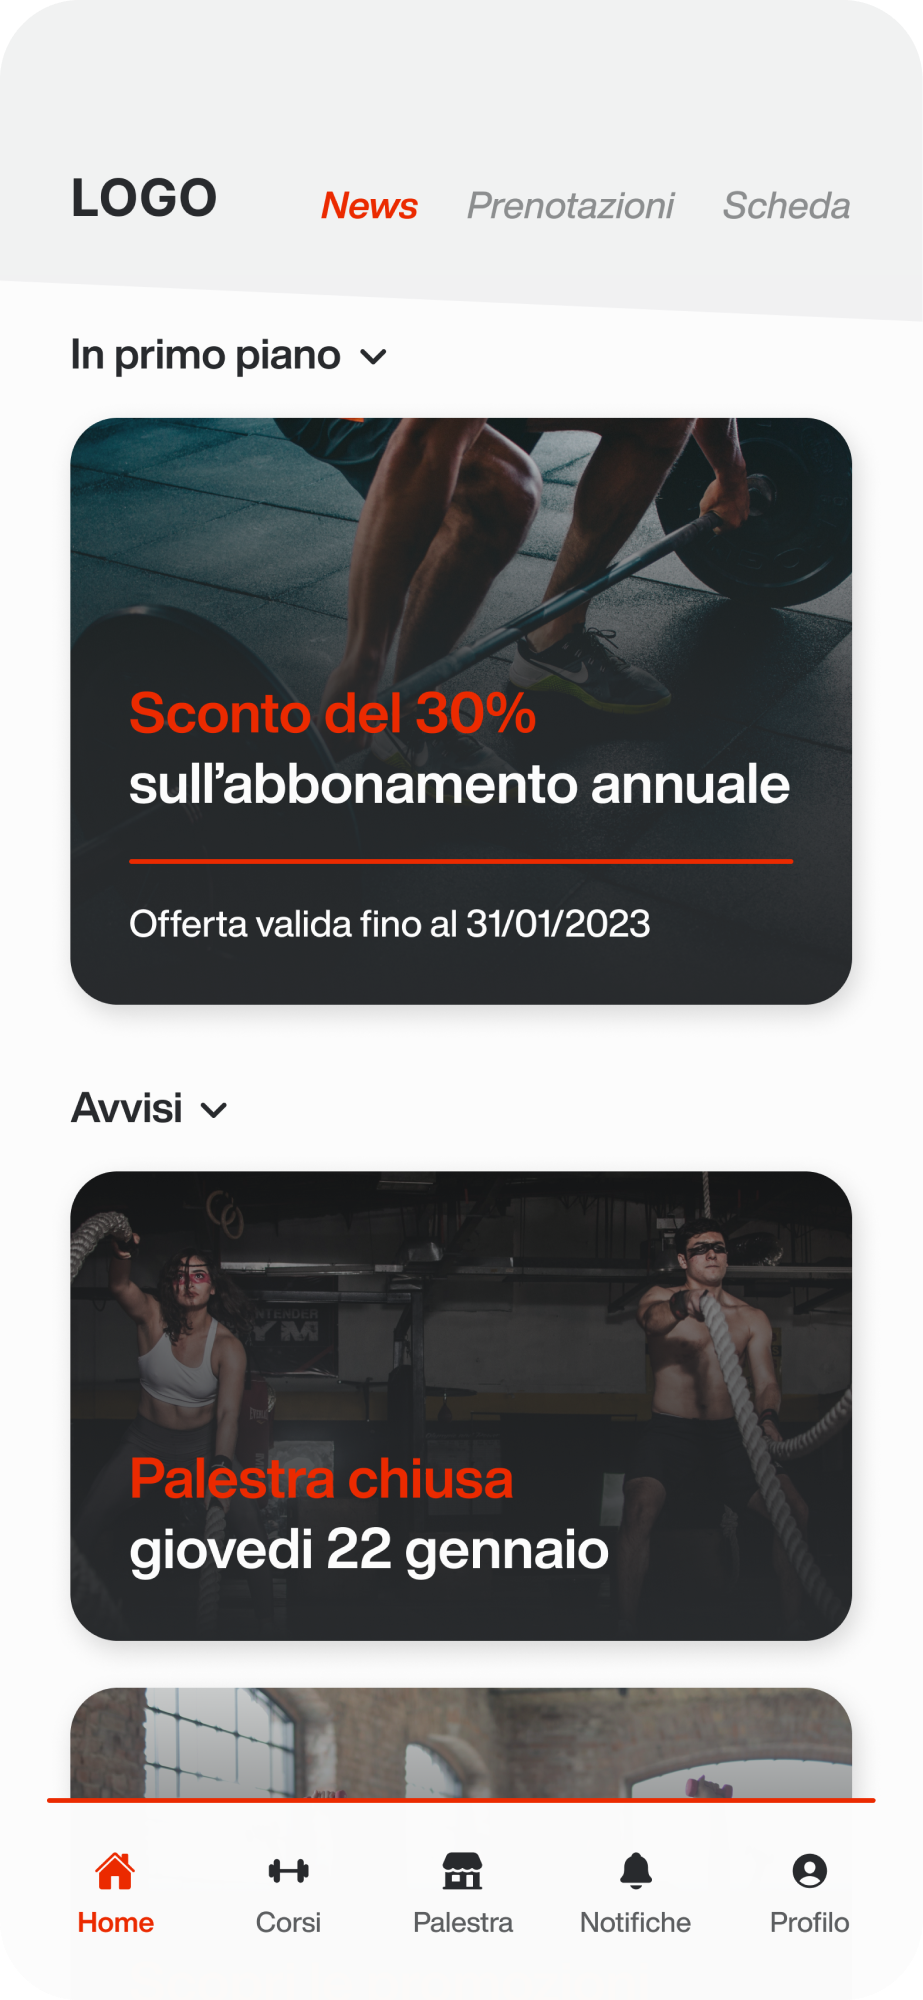 LOGO
News Prenotazioni Scheda
In primo piano
Sconto del 30%
sull’abbonamento annuale
Offerta valida fino al 31/01/2023
Avvisi
YM
Palestra chiusa
giovedi 22 gennaio
Home Corsi Palestra Notifiche Profilo